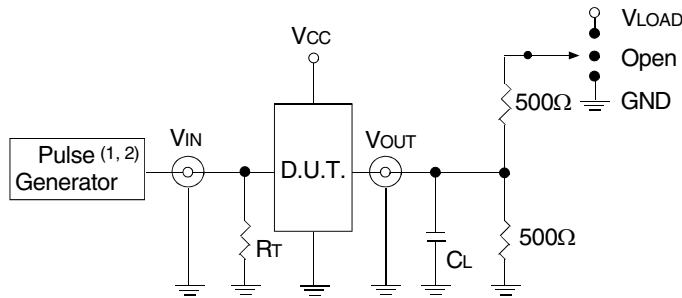 VLOAD
VCC
Open
500Ω
GND
VIN
VOUT
Pulse (1, 2)
Generator
D.U.T.
RT
CL
500Ω